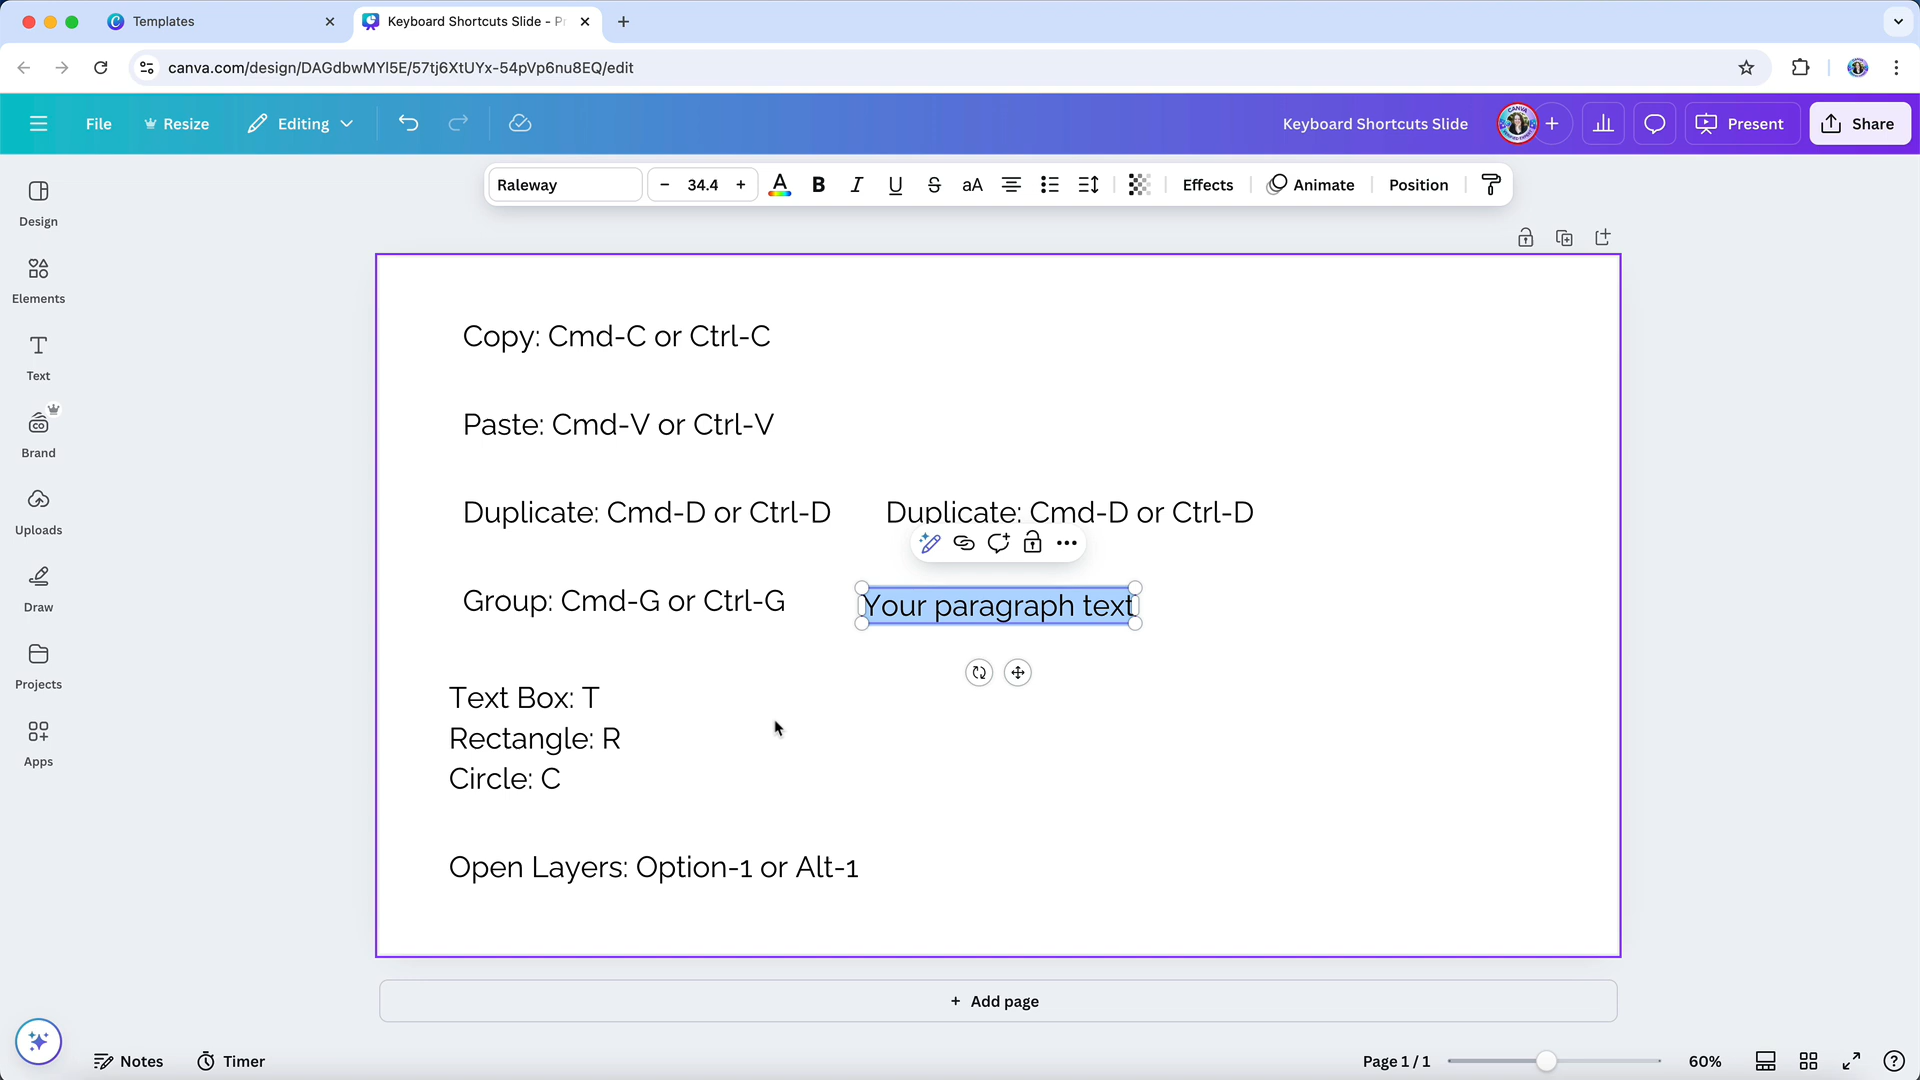 Templates
Keyboard Shortcuts Slide - P
canva.com/design/DAGdbwMYl5E/57tj6XtUYx-54pVp6nu8EQ/edit
File
Resize
Editing
Keyboard Shortcuts Slide
Present
Share
Raleway
34.4
Effects
Animate
Position
Design
Elements
Text
Brand
Uploads
Draw
Projects
Apps
Copy: Cmd-C or Ctrl-C
Paste: Cmd-V or Ctrl-V
Duplicate: Cmd-D or Ctrl-D
Duplicate: Cmd-D or Ctrl-D
Group: Cmd-G or Ctrl-G
Your paragraph text
Text Box: T
Rectangle: R
Circle: C
Open Layers: Option-1 or Alt-1
+ Add page
Notes
Timer
Page 1 / 1
60%